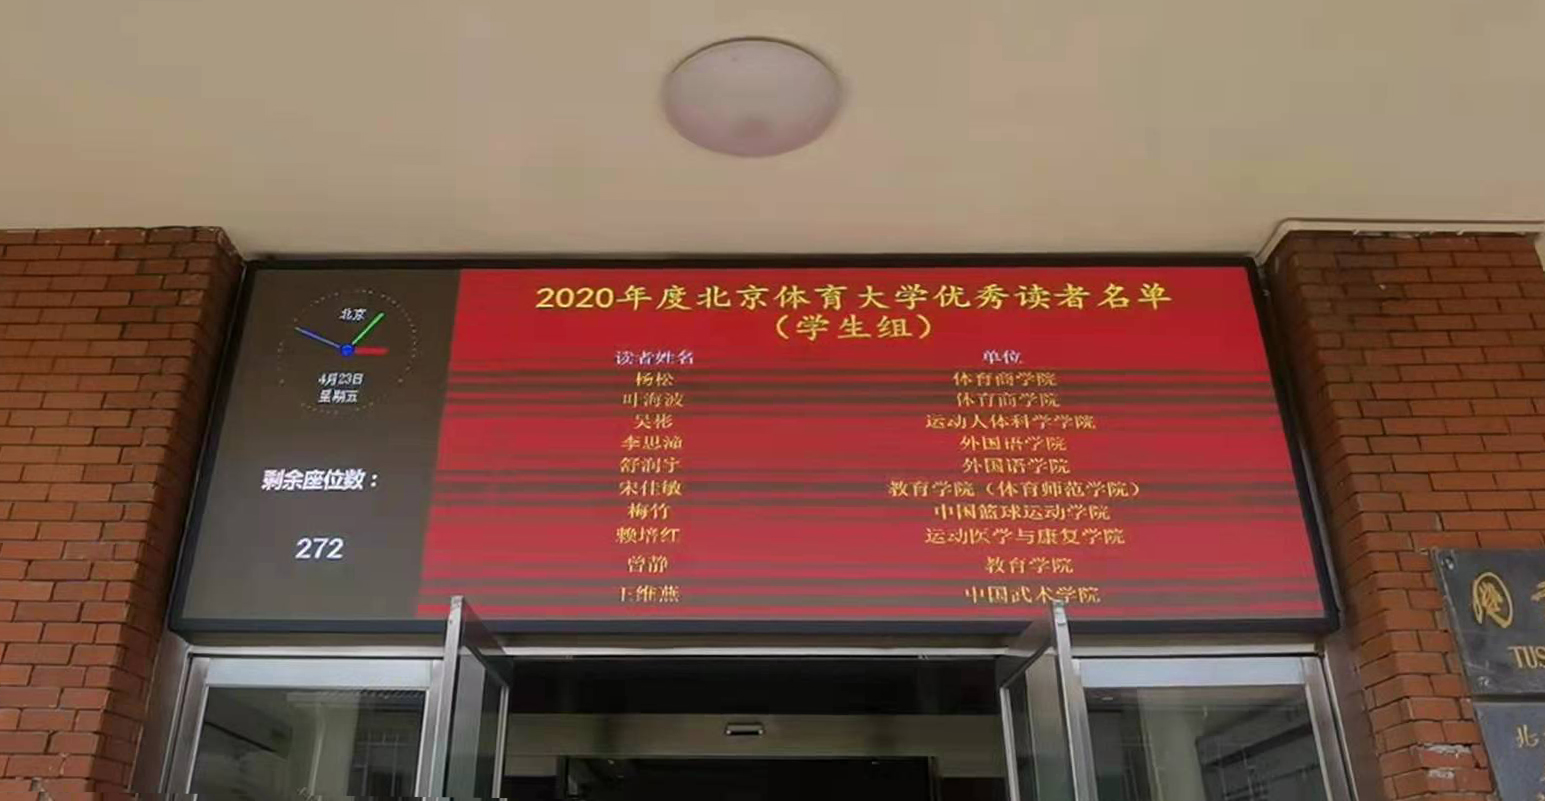 北京
4月23日
星期五
剩余座位数：
272
2020年度北京体育大学优秀读者名单
（学生组）
读者姓名 单位
杨松 体育商学院
叶海波 体育商学院
吴彬 运动人体科学学院
李思潼 外国语学院
舒润宇 外国语学院
宋佳敏 教育学院（体育师范学院）
梅竹 中国篮球运动学院
赖培红 运动医学与康复学院
曾静 教育学院
王维燕 中国武术学院
TUS
北